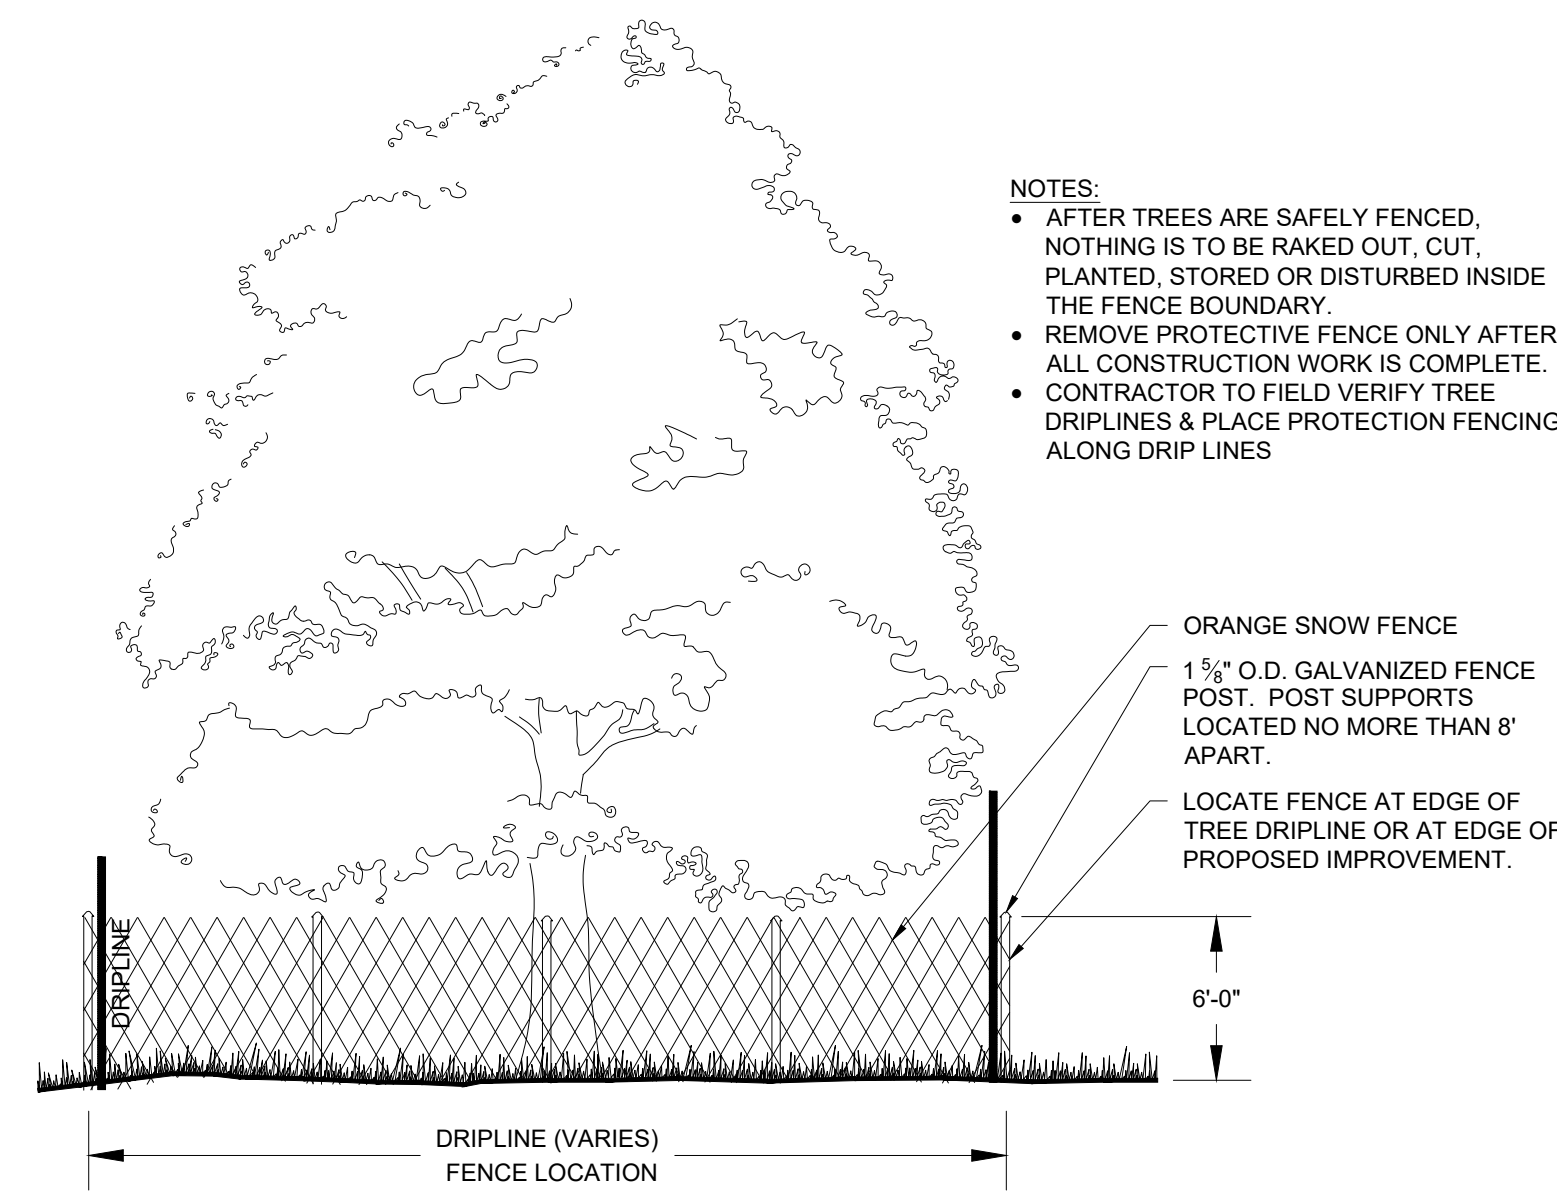 NOTES:
• AFTER TREES ARE SAFELY FENCED,
NOTHING IS TO BE RAKED OUT, CUT,
PLANTED, STORED OR DISTURBED INSIDE
THE FENCE BOUNDARY.
• REMOVE PROTECTIVE FENCE ONLY AFTER
ALL CONSTRUCTION WORK IS COMPLETE.
• CONTRACTOR TO FIELD VERIFY TREE
DRIPLINES & PLACE PROTECTION FENCING
ALONG DRIP LINES
ORANGE SNOW FENCE
1 5/8" O.D. GALVANIZED FENCE
POST. POST SUPPORTS
LOCATED NO MORE THAN 8'
APART.
LOCATE FENCE AT EDGE OF
TREE DRIPLINE OR AT EDGE OF
PROPOSED IMPROVEMENT.
DRIPLINE
6'-0"
DRIPLINE (VARIES)
FENCE LOCATION